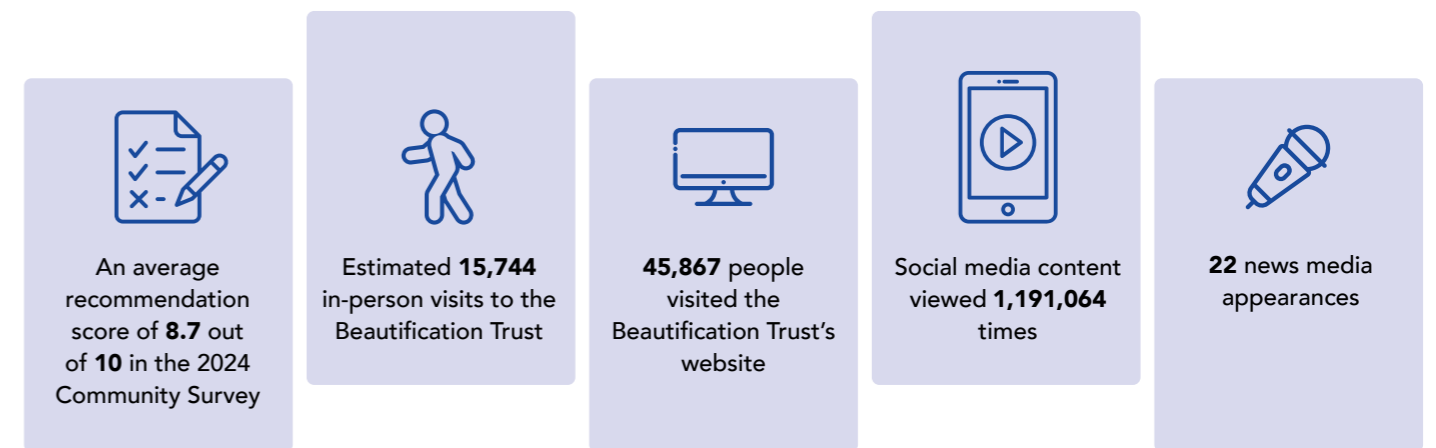 An average
recommendation
score of 8.7 out
of 10 in the 2024
Community Survey
Estimated 15,744
in-person visits to the
Beautification Trust
45,867 people
visited the
Beautification Trust’s
website
Social media content
viewed 1,191,064
times
22 news media
appearances